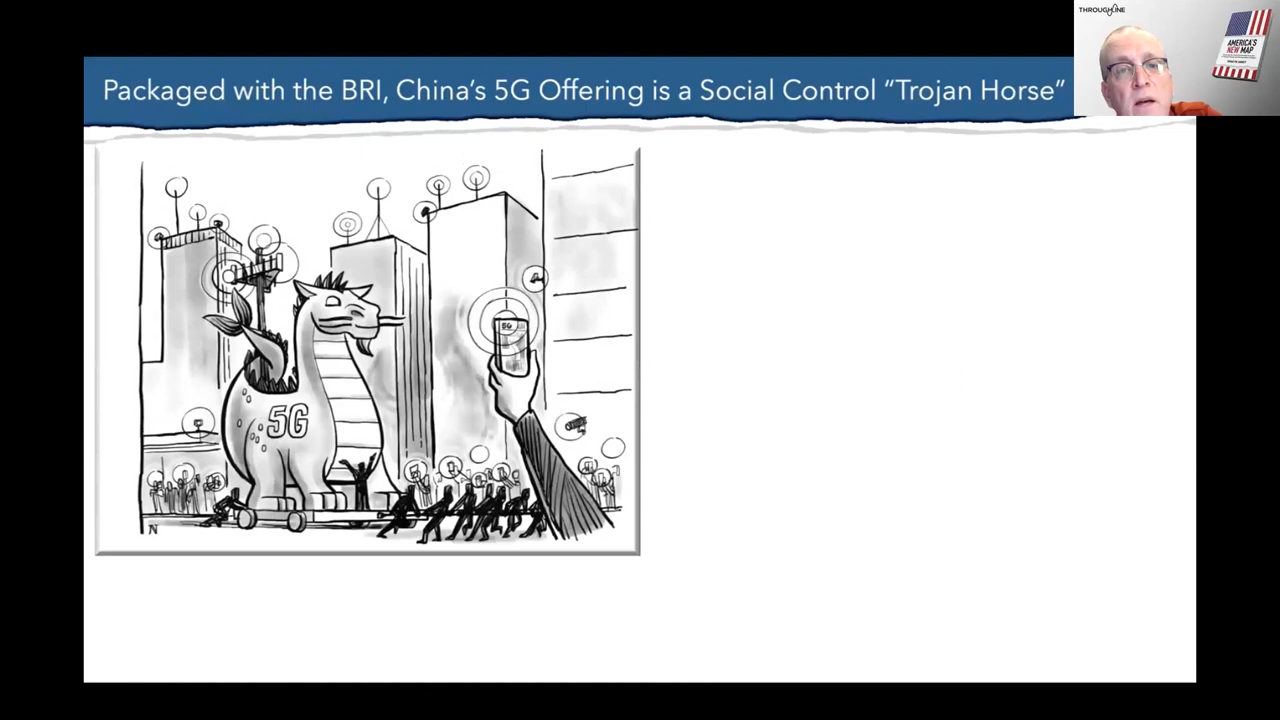 Packaged with the BRI, China's 5G Offering is a Social Control “Trojan Horse”
THROUGHLINE
AMERICA'S
NEW MAP
5G
5G
N